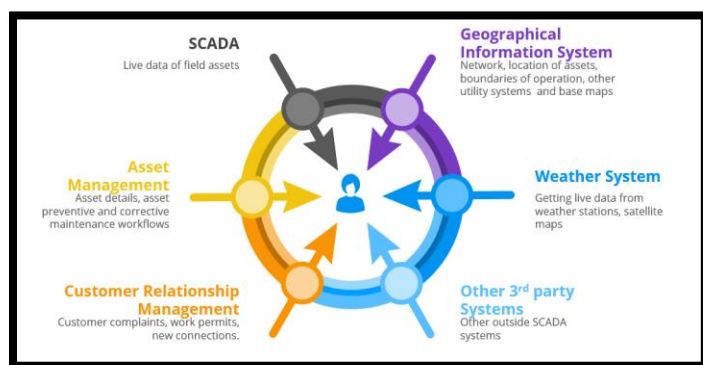 SCADA
Live data of field assets
Geographical
Information System
Network, location of assets,
boundaries of operation, other
utility systems and base maps
Asset
Management
Asset details, asset
preventive and corrective
maintenance workflows
Weather System
Getting live data from
weather stations, satellite
maps
Customer Relationship
Management
Customer complaints, work permits,
new connections.
Other 3rd party
Systems
Other outside SCADA
systems